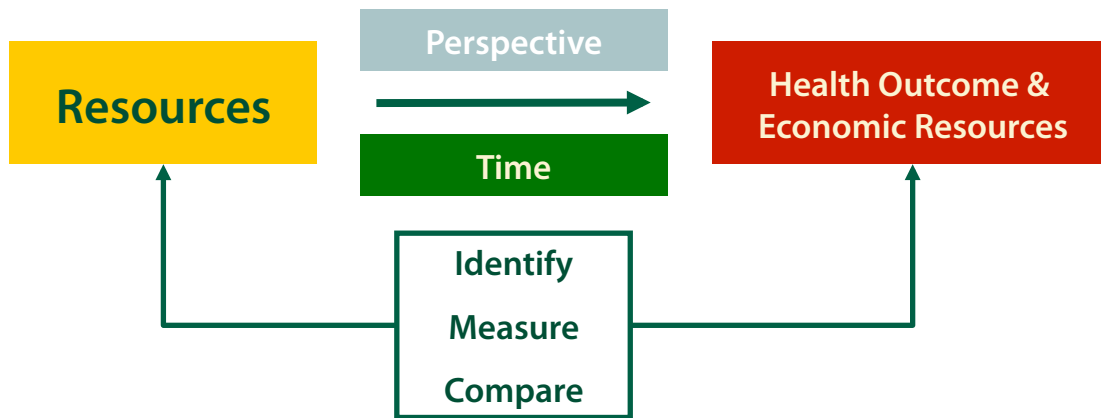 Perspective
Resources
Health Outcome &
Economic Resources
Time
Identify
Measure
Compare